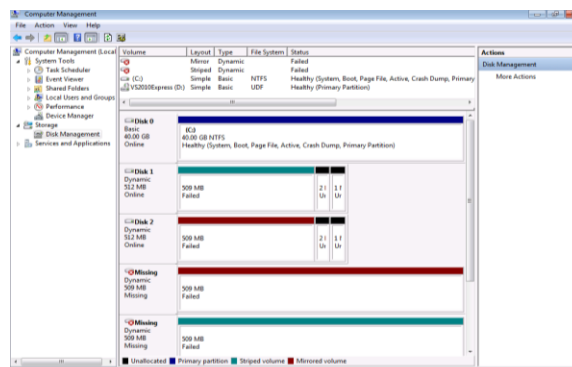 Computer Management
File Action View Help
Computer Management (Local
System Tools
Task Scheduler
Event Viewer
Shared Folders
Local Users and Groups
Performance
Device Manager
Storage
Disk Management
Services and Applications
Volume Layout Type File System Status
Mirror Dynamic Failed
Striped Dynamic Failed
(C:) Simple Basic NTFS Healthy (System, Boot, Page File, Active, Crash Dump, Primary
VS2010Express (D:) Simple Basic UDF Healthy (Primary Partition)
Disk 0
Basic
40.00 GB
Online
(C:)
40.00 GB NTFS
Healthy (System, Boot, Page File, Active, Crash Dump, Primary Partition)
Disk 1
Dynamic
512 MB
Online
509 MB
Failed
Disk 2
Dynamic
512 MB
Online
509 MB
Failed
Missing
Dynamic
509 MB
Missing
509 MB
Failed
Missing
Dynamic
509 MB
Missing
509 MB
Failed
Unallocated Primary partition Striped volume Mirrored volume
Actions
Disk Management
More Actions